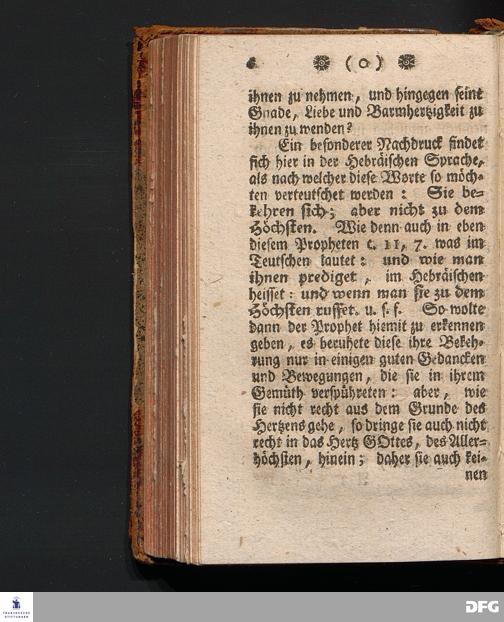 6 (o)
ihnen zu nehmen, und hingegen seine
Gnade, Liebe und Barmhertzigkeit zu
ihnen zu wenden?
Ein besonderer Nachdruck findet
sich hier in der Hebräischen Sprache,
als nach welcher diese Worte so möch-
ten verteutschet werden: Sie be-
kehren sich; aber nicht zu dem
Höchsten. Wie denn auch in eben
diesem Propheten c. 11, 7. was im
Teutschen lautet: und wie man
ihnen prediget, im Hebräischen
heisset: und wenn man sie zu dem
Höchsten ruffet. u. s. f. So wolte
dann der Prophet hiemit zu erkennen
geben, es beruhete diese ihre Bekeh-
rung nur in einigen guten Gedancken
und Bewegungen, die sie in ihrem
Gemüth verspühreten: aber, wie
sie nicht recht aus dem Grunde des
Hertzens gehe, so dringe sie auch nicht
recht in das Hertz GOttes, des Aller-
höchsten, hinein; daher sie auch kei-
nen
FRANCKESCHE
STIFTUNGEN
DFG